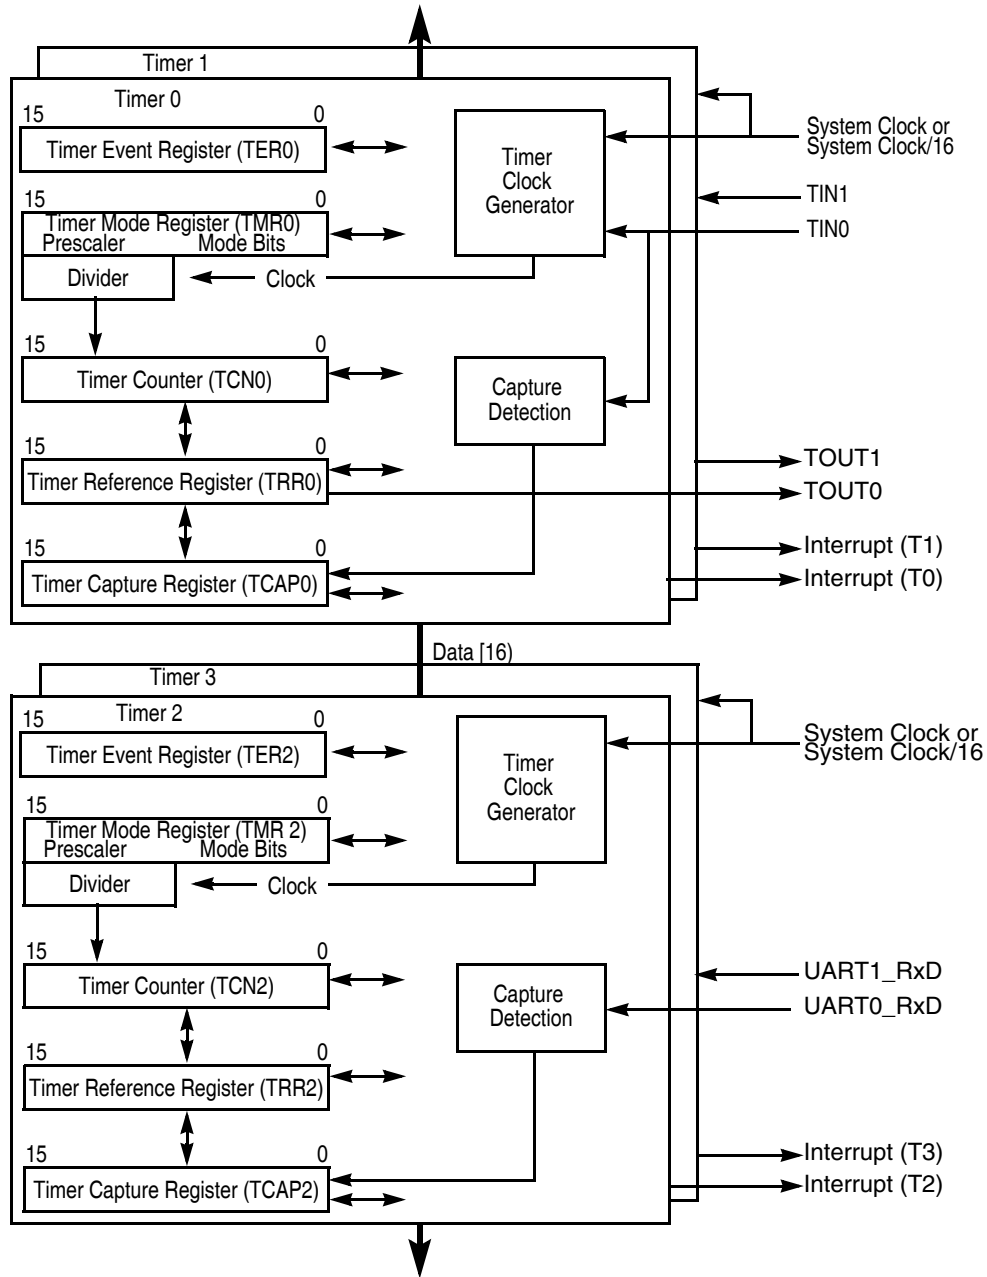 Timer 1
Timer 0
15 0
Timer Event Register (TER0)
Timer
Clock
Generator
System Clock or
System Clock/16
15 0
Timer Mode Register (TMR0)
Prescaler Mode Bits
TIN1
TIN0
Divider
Clock
15 0
Timer Counter (TCN0)
Capture
Detection
15 0
Timer Reference Register (TRR0)
TOUT1
TOUT0
15 0
Timer Capture Register (TCAP0)
Interrupt (T1)
Interrupt (T0)
Data [16)
Timer 3
Timer 2
15 0
Timer Event Register (TER2)
Timer
Clock
Generator
System Clock or
System Clock/16
15 0
Timer Mode Register (TMR 2)
Prescaler Mode Bits
Divider
Clock
15 0
Timer Counter (TCN2)
Capture
Detection
UART1_RxD
UART0_RxD
15 0
Timer Reference Register (TRR2)
15 0
Timer Capture Register (TCAP2)
Interrupt (T3)
Interrupt (T2)